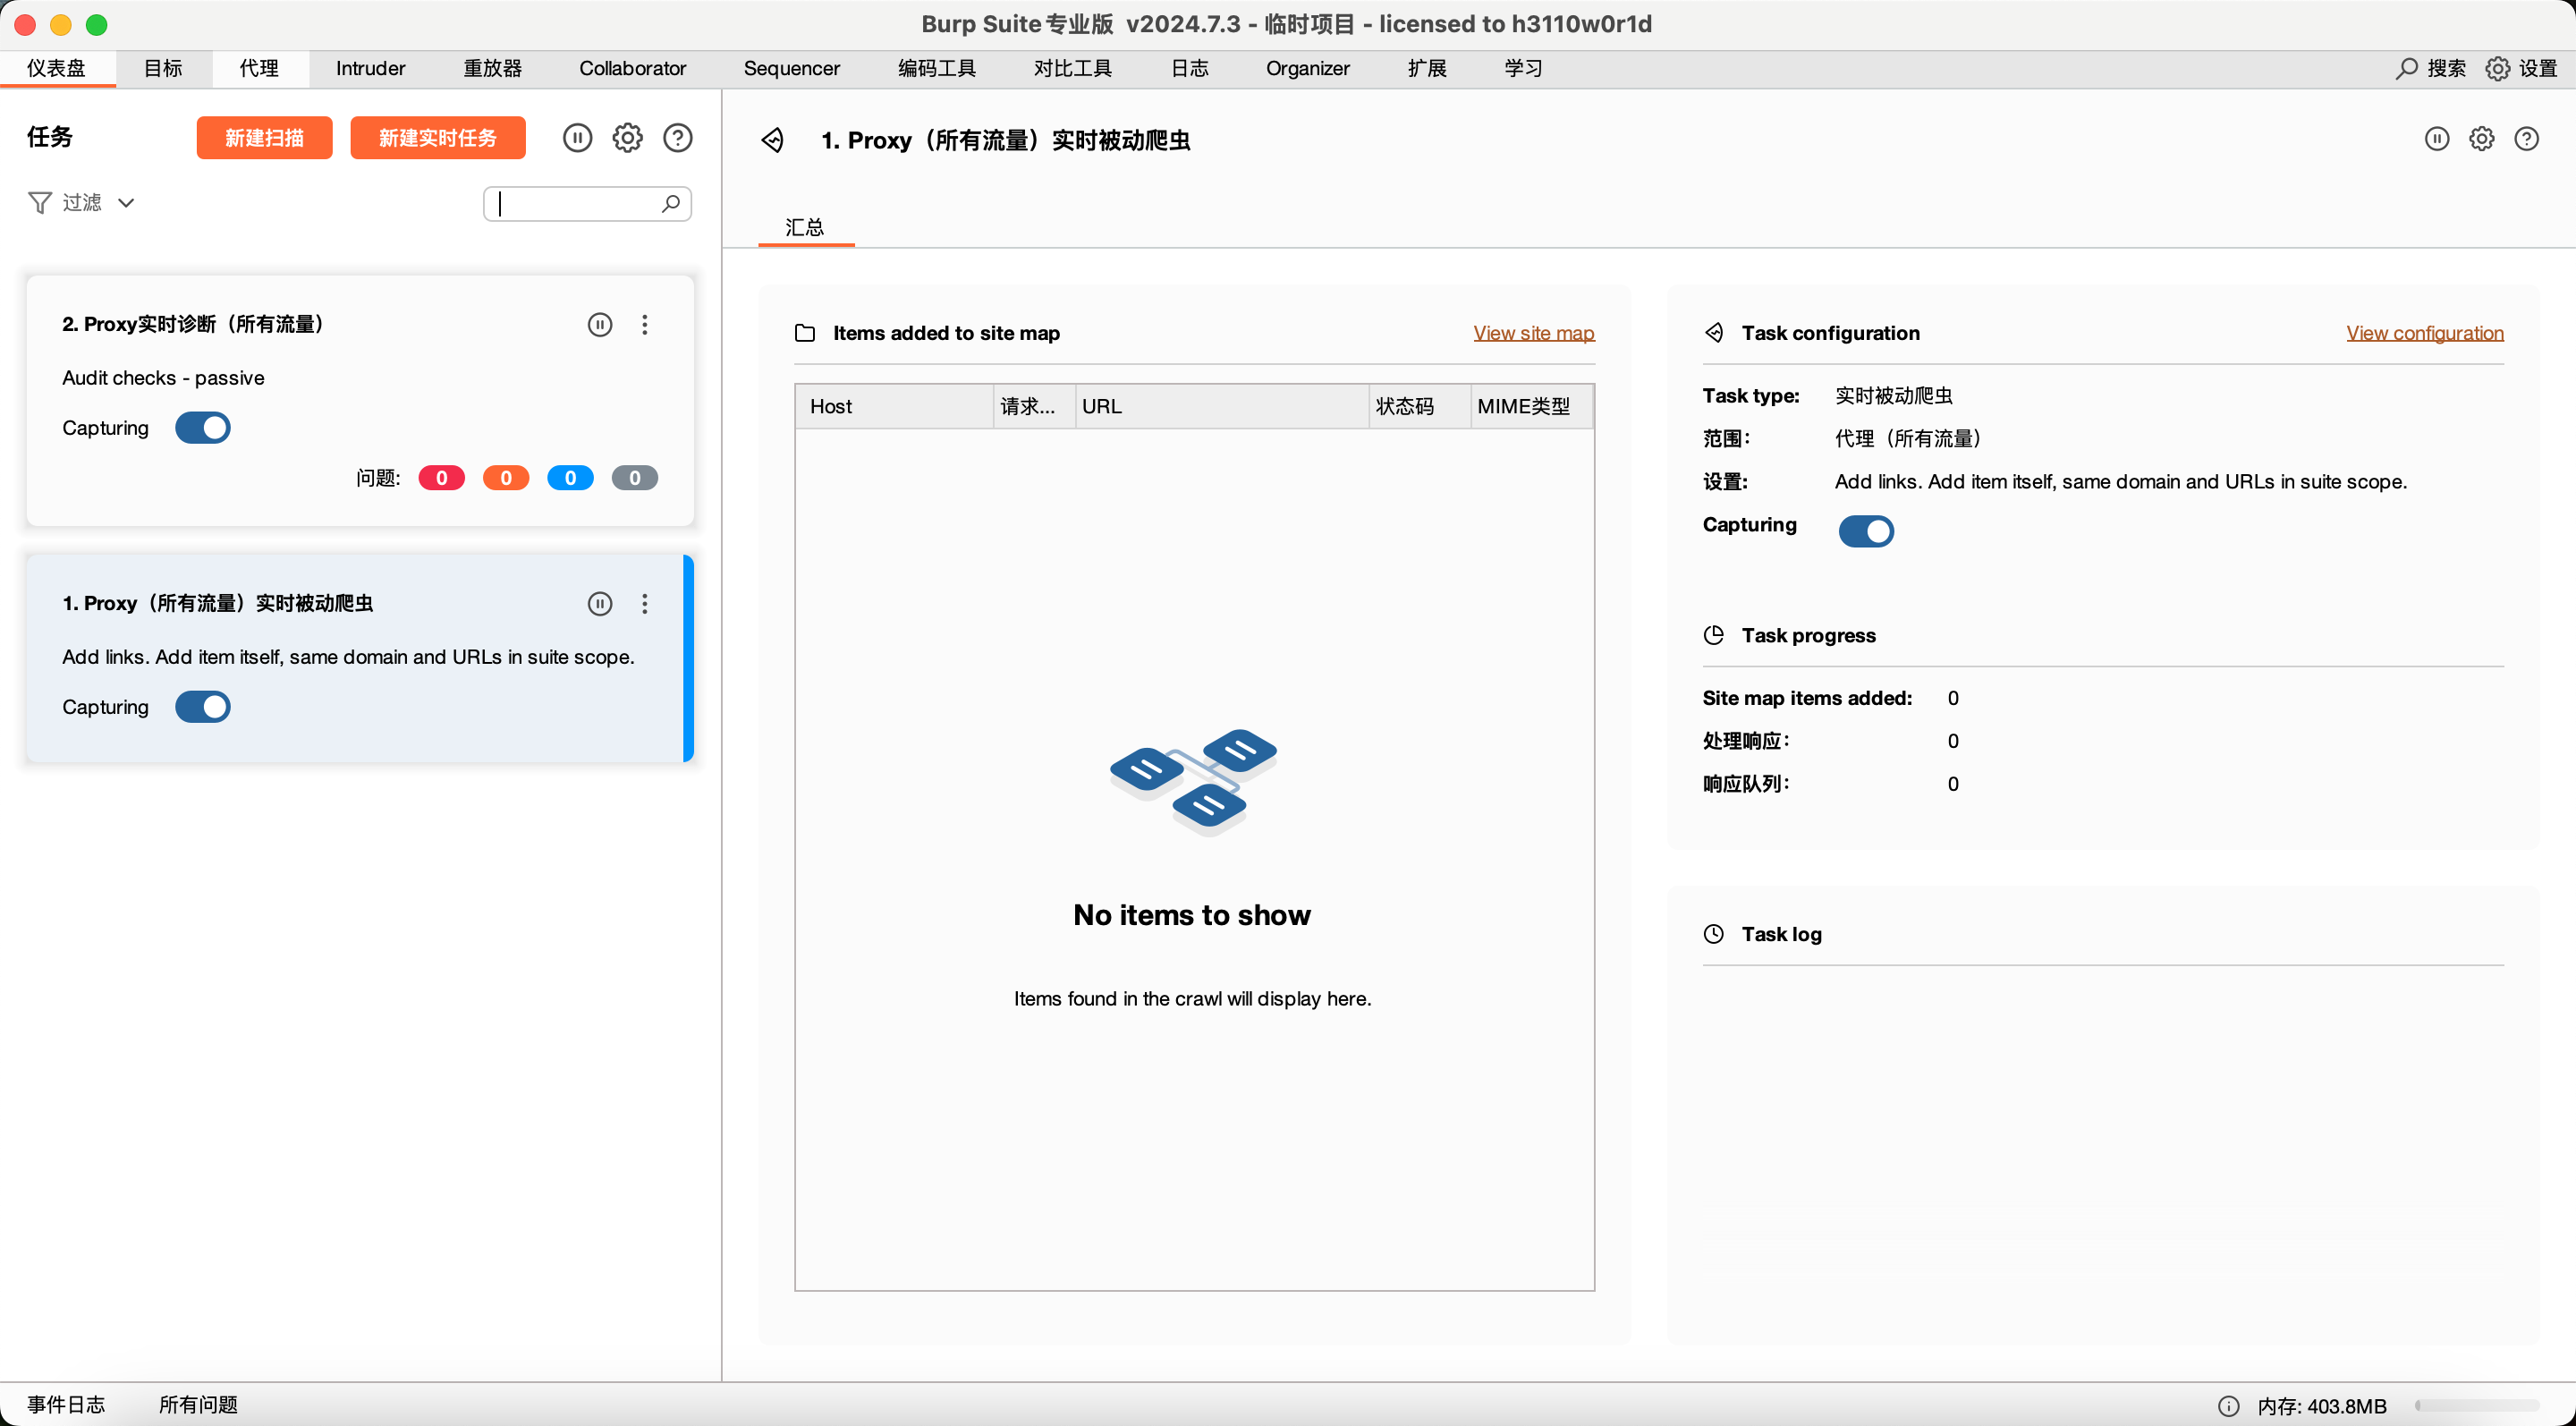 Burp Suite专业版 v2024.7.3 - 临时项目 - licensed to h3110w0r1d
仪表盘 目标 代理 Intruder 重放器 Collaborator Sequencer 编码工具 对比工具 日志 Organizer 扩展 学习 搜索 设置
任务 新建扫描 新建实时任务
过滤
2. Proxy实时诊断（所有流量）
Audit checks - passive
Capturing
问题: 0 0 0 0
1. Proxy（所有流量）实时被动爬虫
Add links. Add item itself, same domain and URLs in suite scope.
Capturing
1. Proxy（所有流量）实时被动爬虫
汇总
Items added to site map View site map
Host 请求... URL 状态码 MIME类型
No items to show
Items found in the crawl will display here.
Task configuration View configuration
Task type: 实时被动爬虫
范围： 代理（所有流量）
设置: Add links. Add item itself, same domain and URLs in suite scope.
Capturing
Task progress
Site map items added: 0
处理响应： 0
响应队列： 0
Task log
事件日志 所有问题 内存: 403.8MB